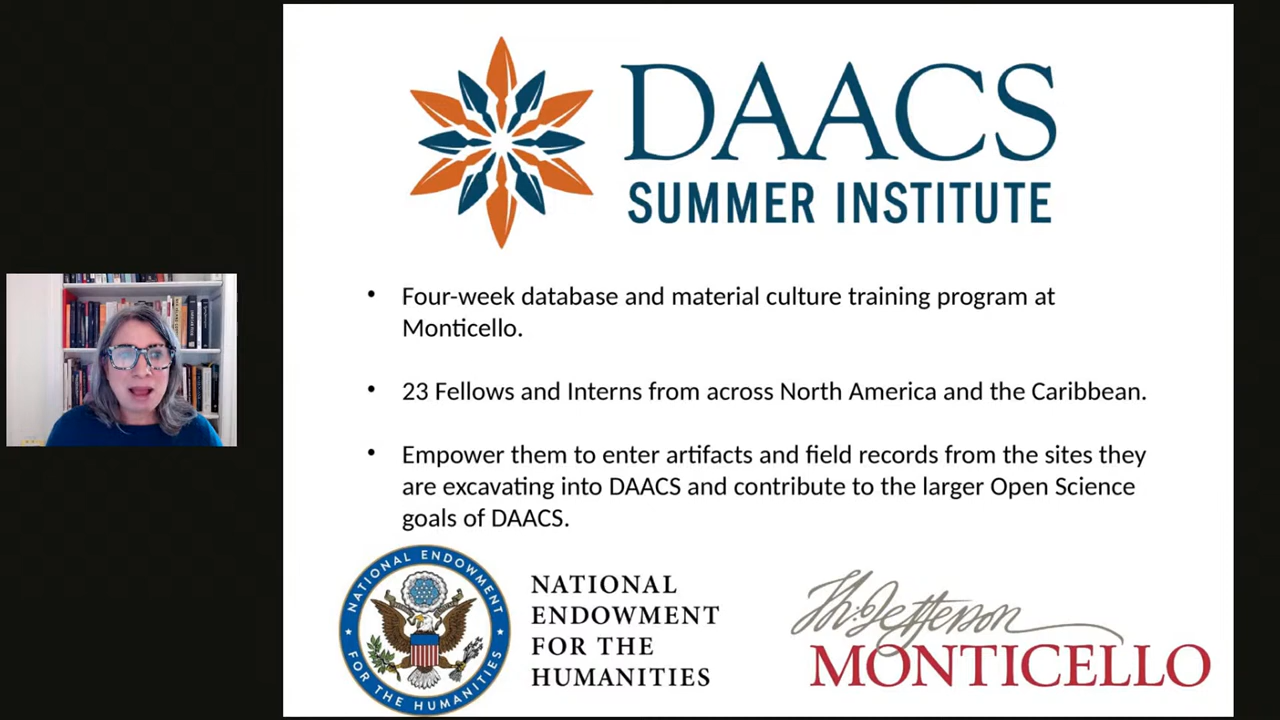 DAACS
SUMMER INSTITUTE
• Four-week database and material culture training program at
Monticello.
• 23 Fellows and Interns from across North America and the Caribbean.
• Empower them to enter artifacts and field records from the sites they
are excavating into DAACS and contribute to the larger Open Science
goals of DAACS.
NATIONAL ENDOWMENT
FOR THE HUMANITIES
NATIONAL
ENDOWMENT
FOR THE
HUMANITIES
Th:Jefferson
MONTICELLO